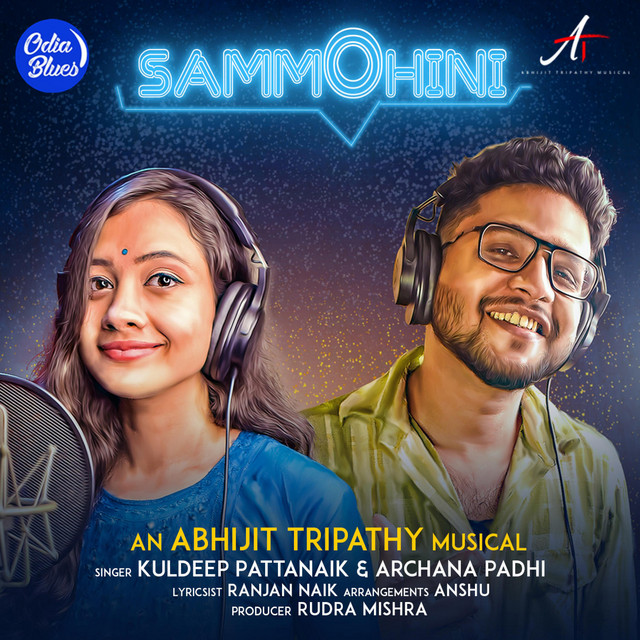 Odia
Blues
SAMMOHINI
AT
ABHIJIT TRIPATHY MUSICAL
AN ABHIJIT TRIPATHY MUSICAL
SINGER KULDEEP PATTANAIK & ARCHANA PADHI
LYRICSIST RANJAN NAIK ARRANGEMENTS ANSHU
PRODUCER RUDRA MISHRA